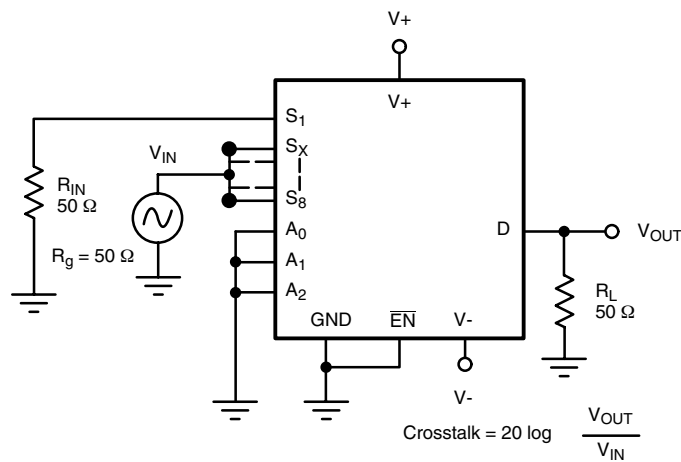 V+
V+
S1
SX
VIN
RIN
50 Ω
S8
A0
D
VOUT
Rg = 50 Ω
A1
A2
RL
50 Ω
GND
EN
V-
V-
Crosstalk = 20 log VOUT
VIN